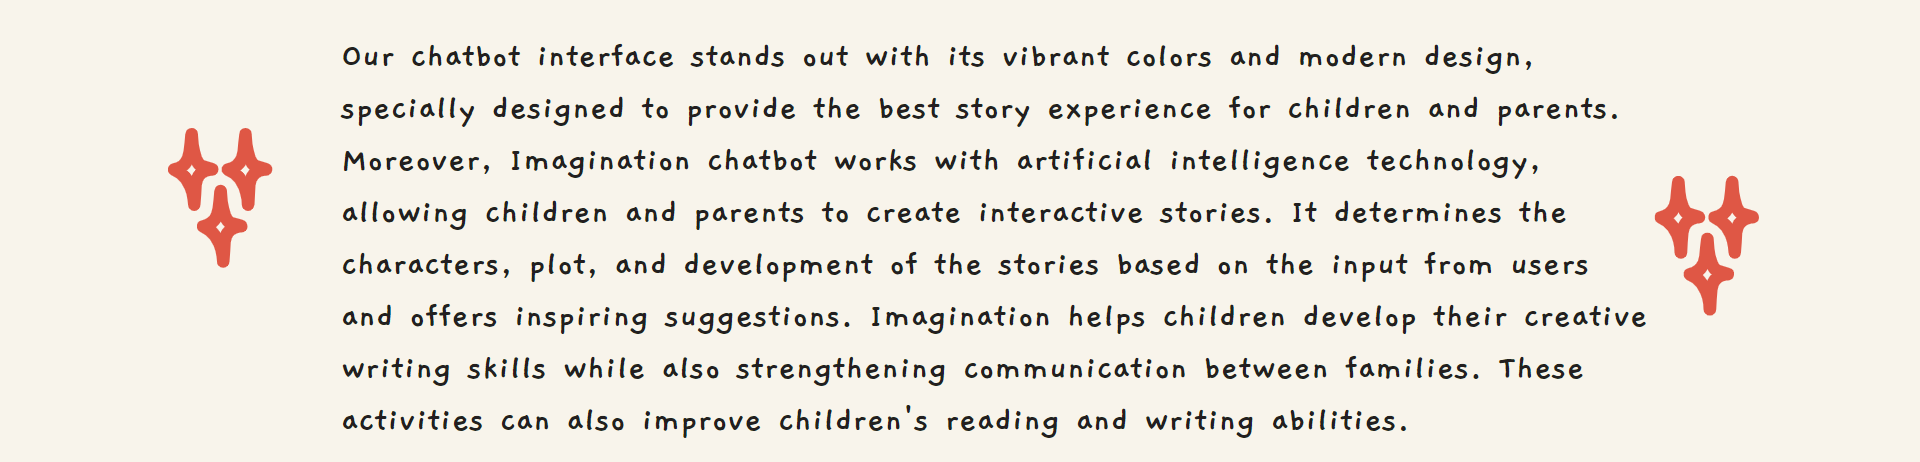 Our chatbot interface stands out with its vibrant colors and modern design,
specially designed to provide the best story experience for children and parents.
Moreover, Imagination chatbot works with artificial intelligence technology,
allowing children and parents to create interactive stories. It determines the
characters, plot, and development of the stories based on the input from users
and offers inspiring suggestions. Imagination helps children develop their creative
writing skills while also strengthening communication between families. These
activities can also improve children's reading and writing abilities.